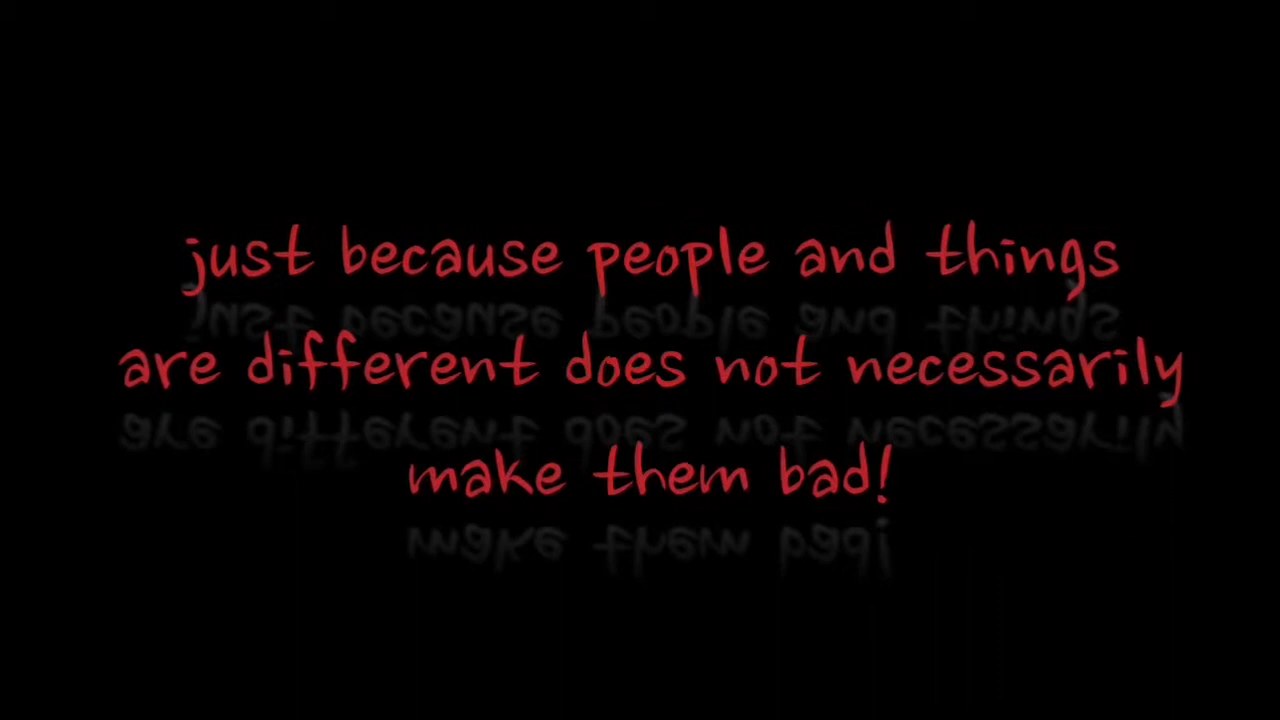 just because people and things
are different does not necessarily
make them bad!